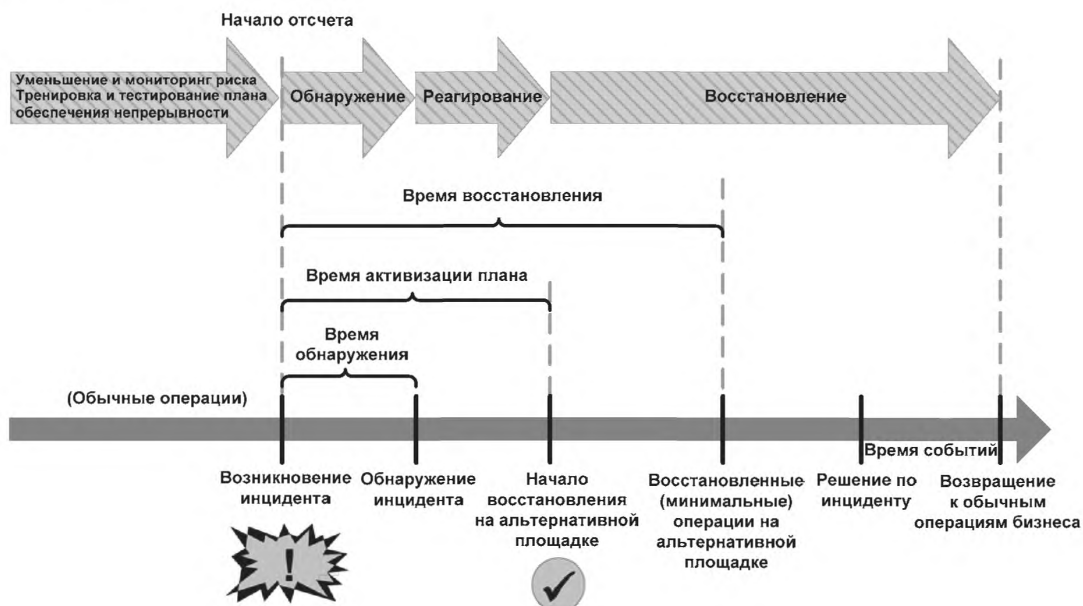 Начало отсчета
Уменьшение и мониторинг риска
Тренировка и тестирование плана
обеспечения непрерывности
Обнаружение
Реагирование
Восстановление
Время восстановления
Время активизации плана
Время
обнаружения
(Обычные операции)
Время событий
Возникновение
инцидента
Обнаружение
инцидента
Начало
восстановления
на альтернативной
площадке
Восстановленные
(минимальные)
операции на
альтернативной
площадке
Решение по
инциденту
Возвращение
к обычным
операциям бизнеса
!